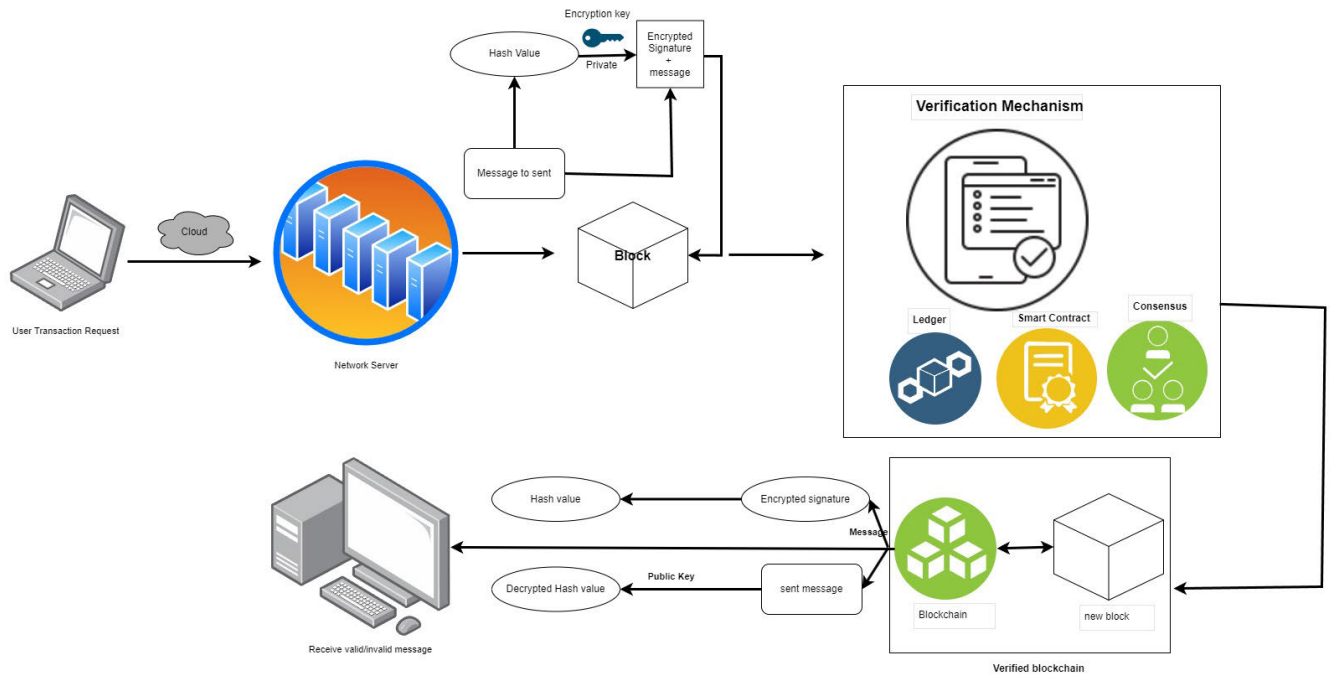 Encryption key
Hash Value
Private
Encrypted
Signature
+
message
Message to sent
Cloud
User Transaction Request
Network Server
Block
Verification Mechanism
Ledger
Smart Contract
Consensus
Hash value
Encrypted signature
Message
Public Key
Decrypted Hash value
sent message
Blockchain
new block
Receive valid/invalid message
Verified blockchain